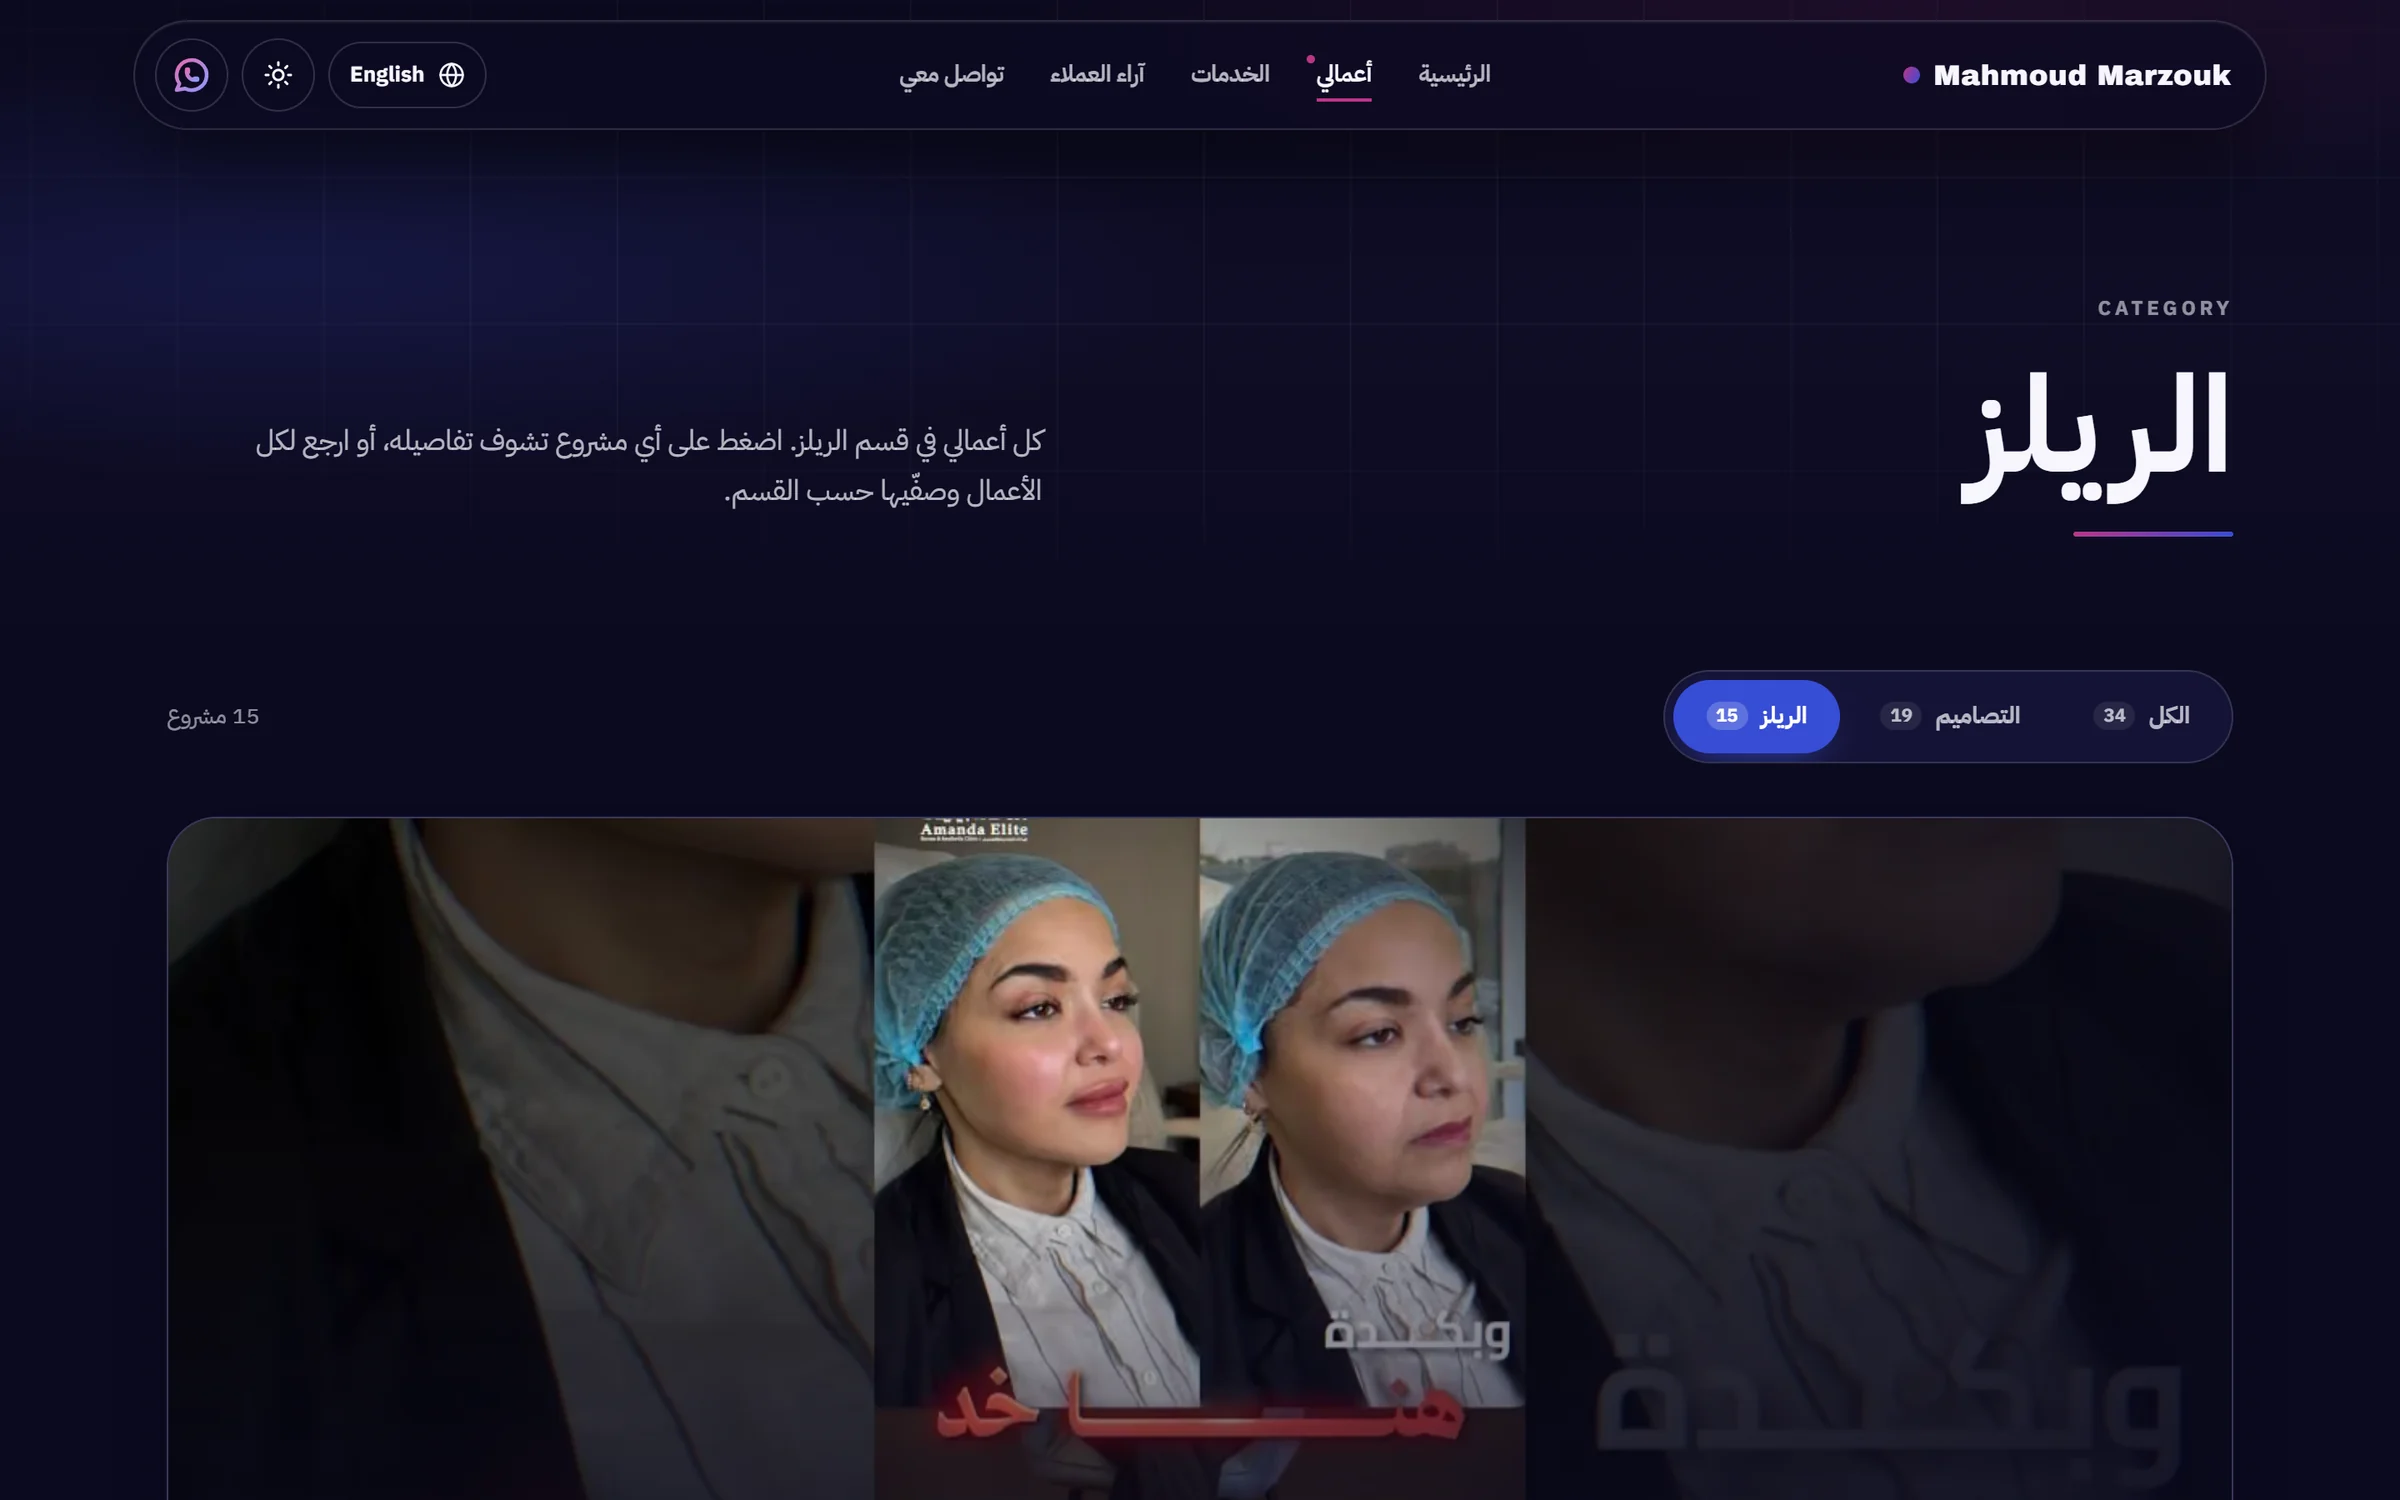 Mahmoud Marzouk
الرئيسية
أعمالي
الخدمات
آراء العملاء
تواصل معي
English
CATEGORY
الريلز
كل أعمالي في قسم الريلز. اضغط على أي مشروع تشوف تفاصيله، أو ارجع لكل
الأعمال وصفّيها حسب القسم.
الكل 34
التصاميم 19
الريلز 15
15 مشروع
Amanda Elite
وبكـــدة
هنـــا خد
وبكـــدة